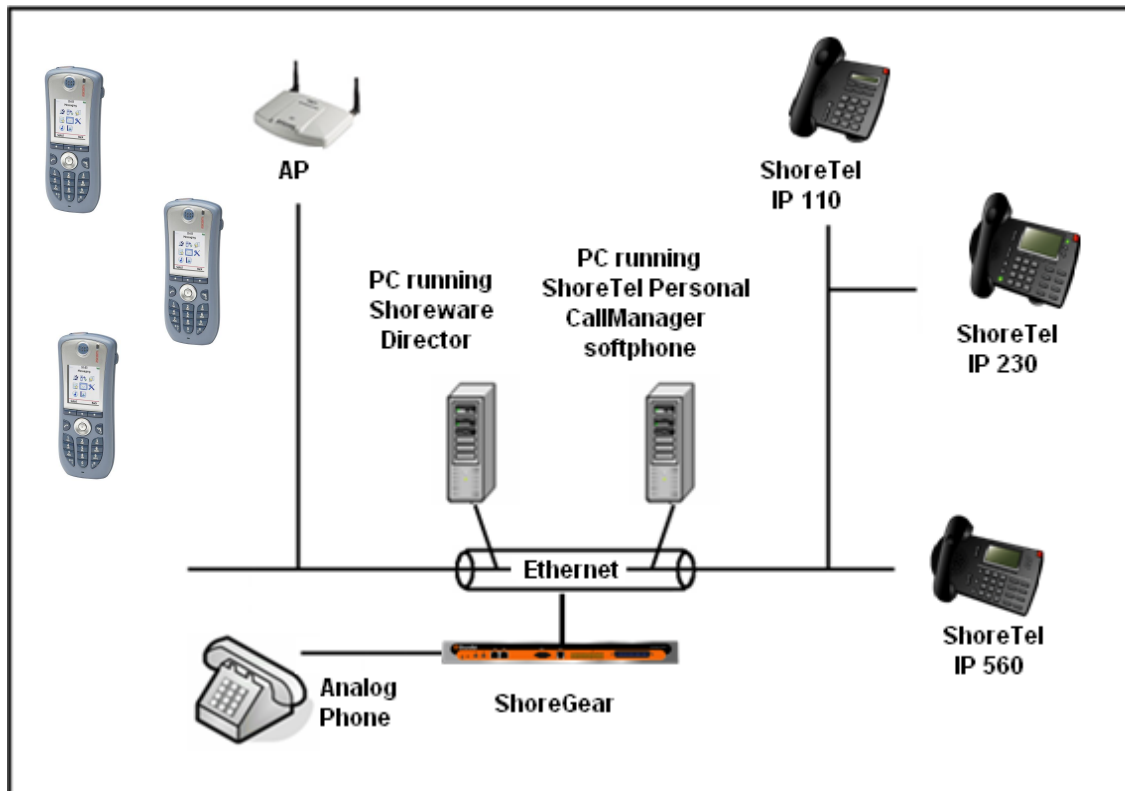 AP
ShoreTel
IP 110
PC running
Shoreware
Director
PC running
ShoreTel Personal
CallManager
softphone
ShoreTel
IP 230
Ethernet
ShoreTel
IP 560
Analog
Phone
ShoreGear